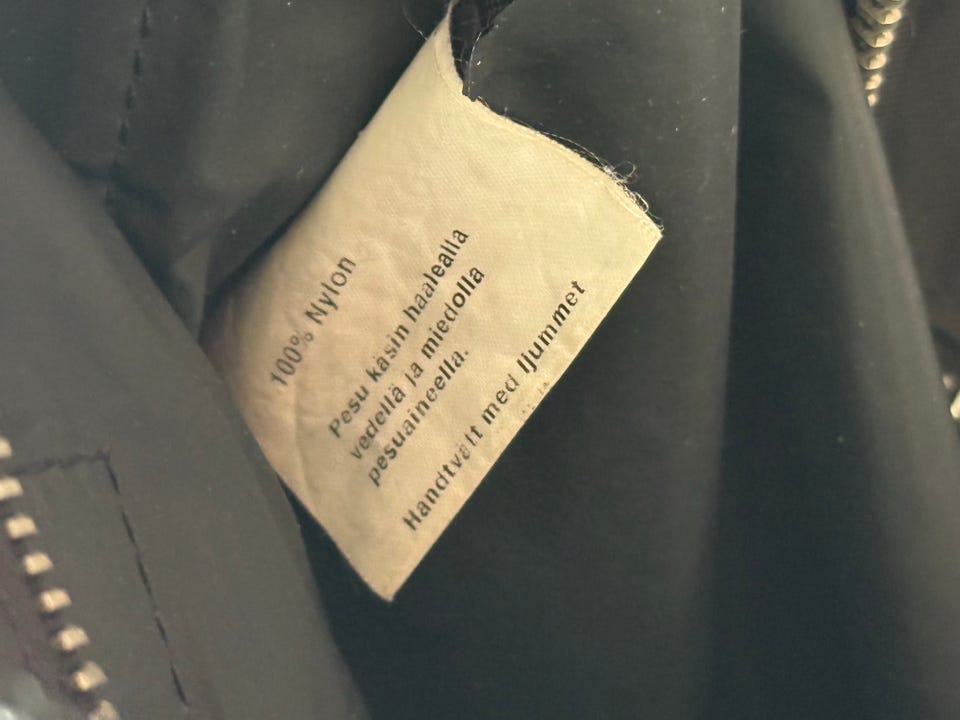 100% Nylon
Pesu käsin haalealla
vedellä ja miedolla
pesuaineella.
Handtvätt med ljummet